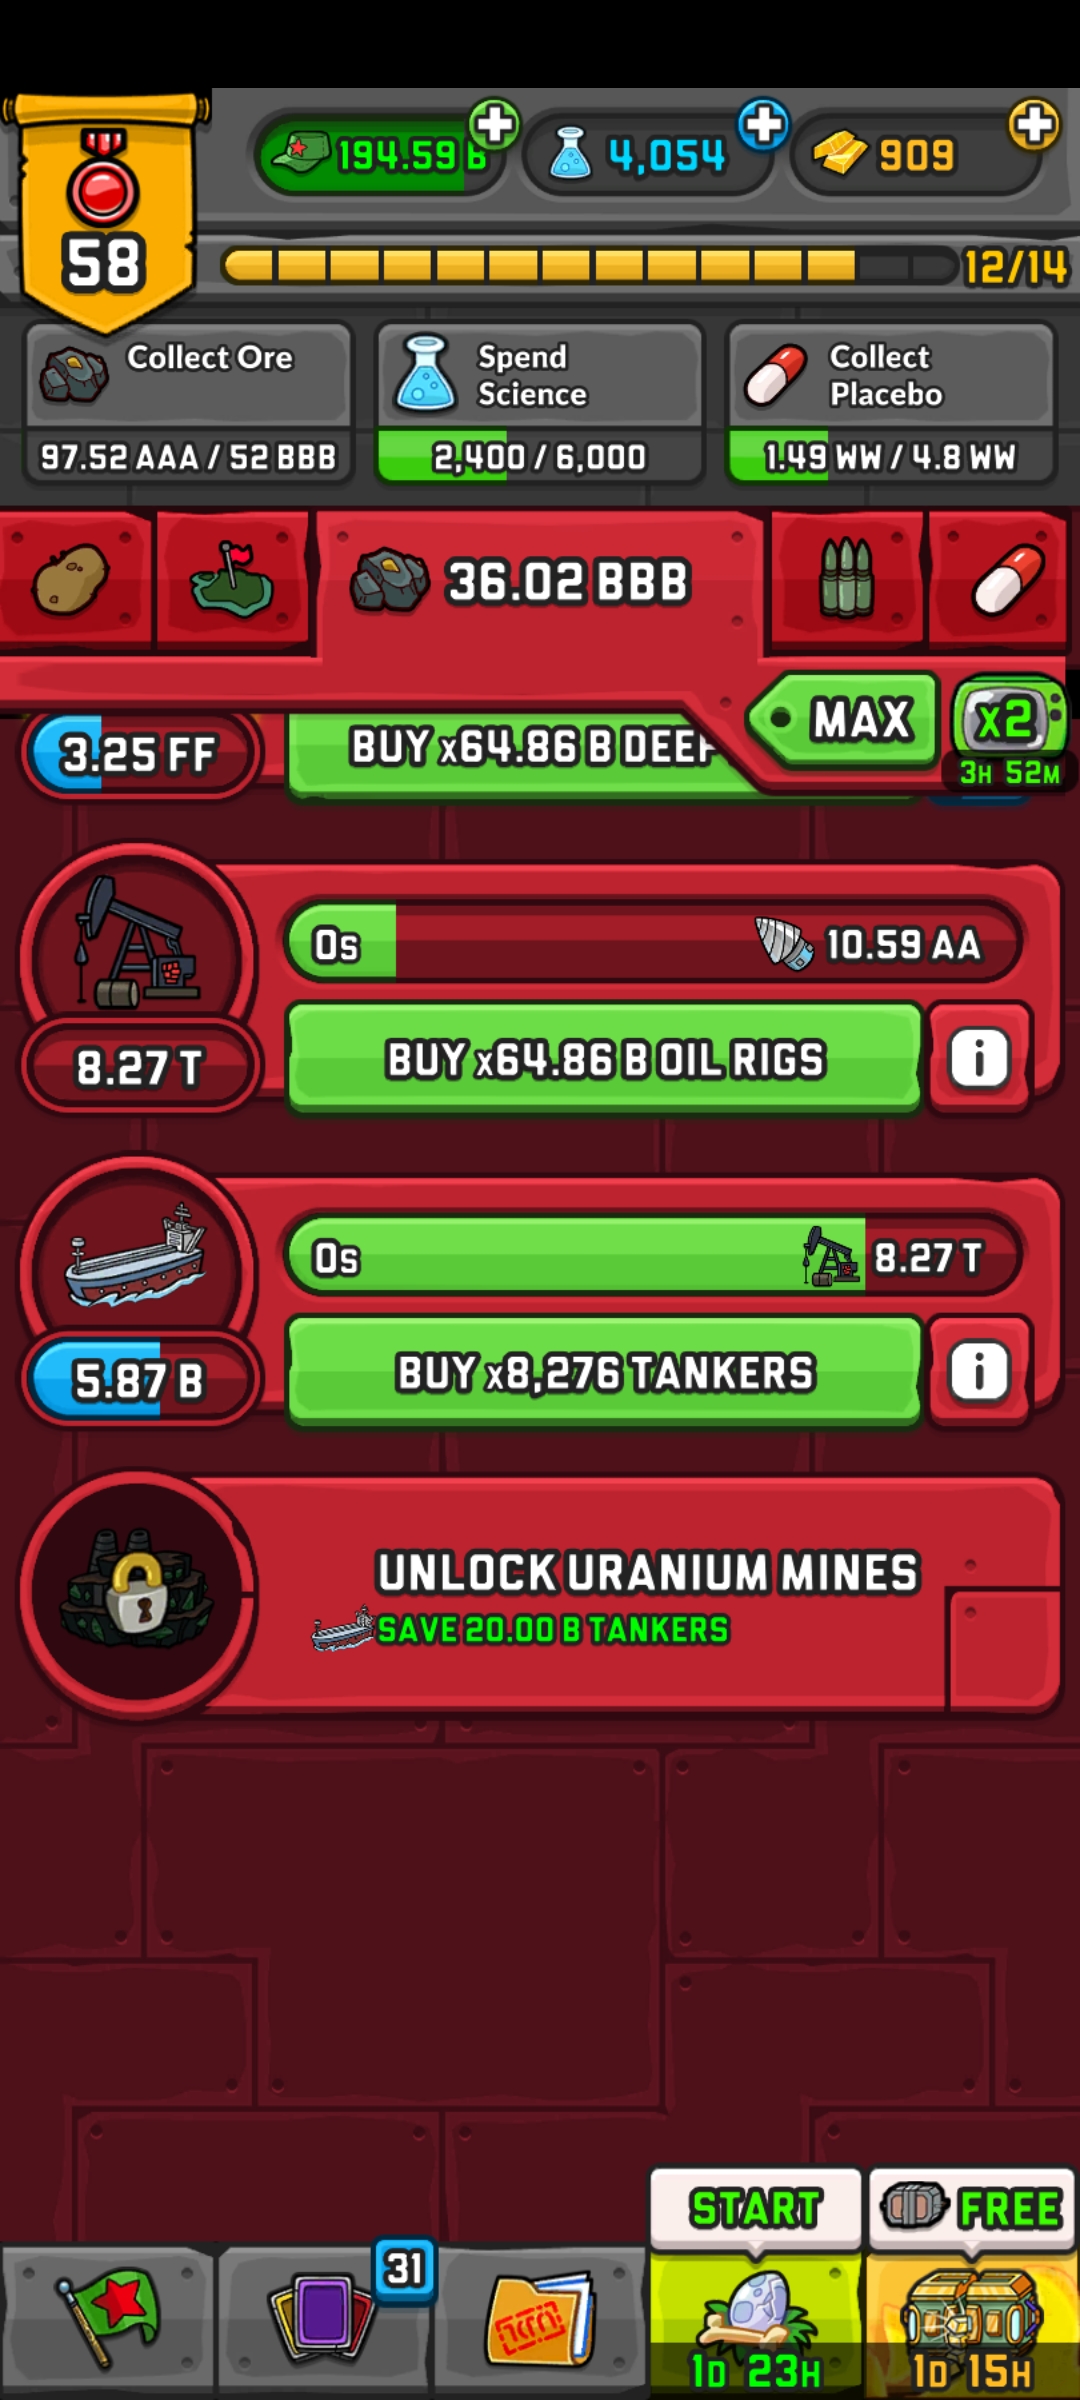 194.59 B
4,054
909
58
12/14
Collect Ore
97.52 AAA / 52 BBB
Spend
Science
2,400 / 6,000
Collect
Placebo
1.49 WW / 4.8 WW
36.02 BBB
MAX
x2
3H 52M
3.25 FF
BUY x64.86 B DEEP
0s
10.59 AA
8.27 T
BUY x64.86 B OIL RIGS
i
0s
8.27 T
5.87 B
BUY x8,276 TANKERS
i
UNLOCK URANIUM MINES
SAVE 20.00 B TANKERS
START
FREE
31
1D 23H
1D 15H